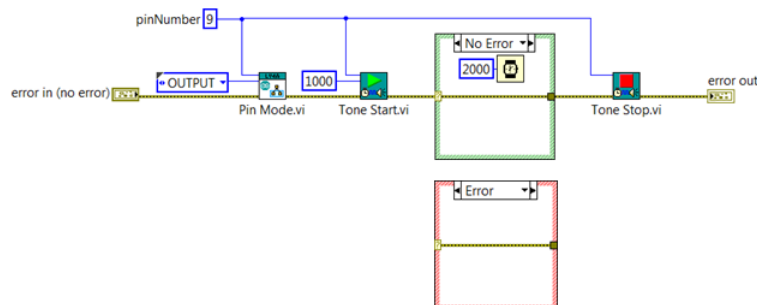 pinNumber 9
No Error
2000
OUTPUT
1000
error in (no error)
error out
Pin Mode.vi
Tone Start.vi
Tone Stop.vi
Error